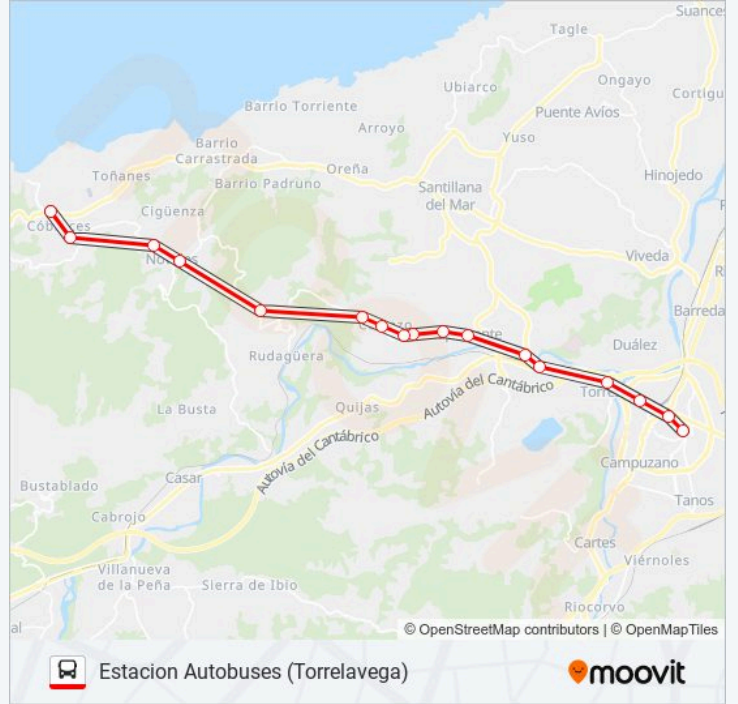 Suances
Tagle
Ubiarco
Ongayo
Cortigu
Barrio Torriente
Puente Avíos
Arroyo
Yuso
Barrio
Carrastrada
Toñanes
Oreña
Barrio Padruno
Hinojedo
Santillana
del Mar
Cigüenza
Viveda
Barreda
Rudagüera
Duález
Autovía del Cantábrico
La Busta
Quijas
Autovía del Cantábrico
Campuzano
Casar
Bustablado
Tanos
Cabrojo
Cartes
Viérnoles
Villanueva
de la Peña
Sierra de Ibio
Riocorvo
al
© OpenStreetMap contributors | © OpenMapTiles
Estacion Autobuses (Torrelavega)
moovit